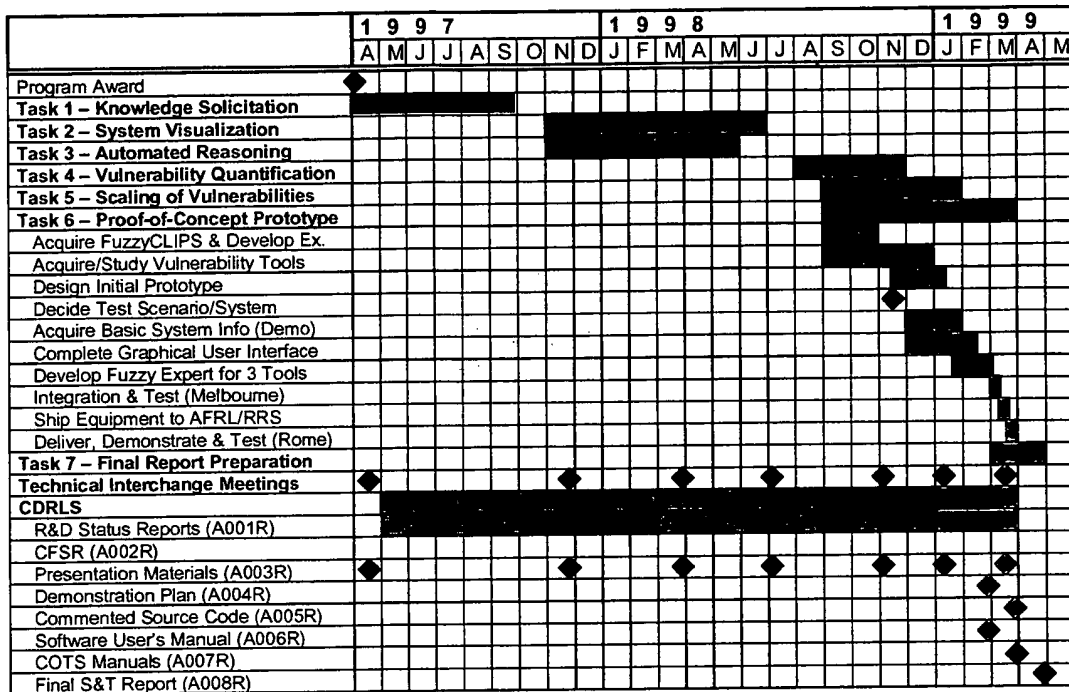 1 9 9 7 1 9 9 8 1 9 9 9
A M J J A S O N D J F M A M J J A S O N D J F M A M
Program Award
Task 1 – Knowledge Solicitation
Task 2 – System Visualization
Task 3 – Automated Reasoning
Task 4 – Vulnerability Quantification
Task 5 – Scaling of Vulnerabilities
Task 6 – Proof-of-Concept Prototype
Acquire FuzzyCLIPS & Develop Ex.
Acquire/Study Vulnerability Tools
Design Initial Prototype
Decide Test Scenario/System
Acquire Basic System Info (Demo)
Complete Graphical User Interface
Develop Fuzzy Expert for 3 Tools
Integration & Test (Melbourne)
Ship Equipment to AFRL/RRS
Deliver, Demonstrate & Test (Rome)
Task 7 – Final Report Preparation
Technical Interchange Meetings
CDRLS
R&D Status Reports (A001R)
CFSR (A002R)
Presentation Materials (A003R)
Demonstration Plan (A004R)
Commented Source Code (A005R)
Software User's Manual (A006R)
COTS Manuals (A007R)
Final S&T Report (A008R)